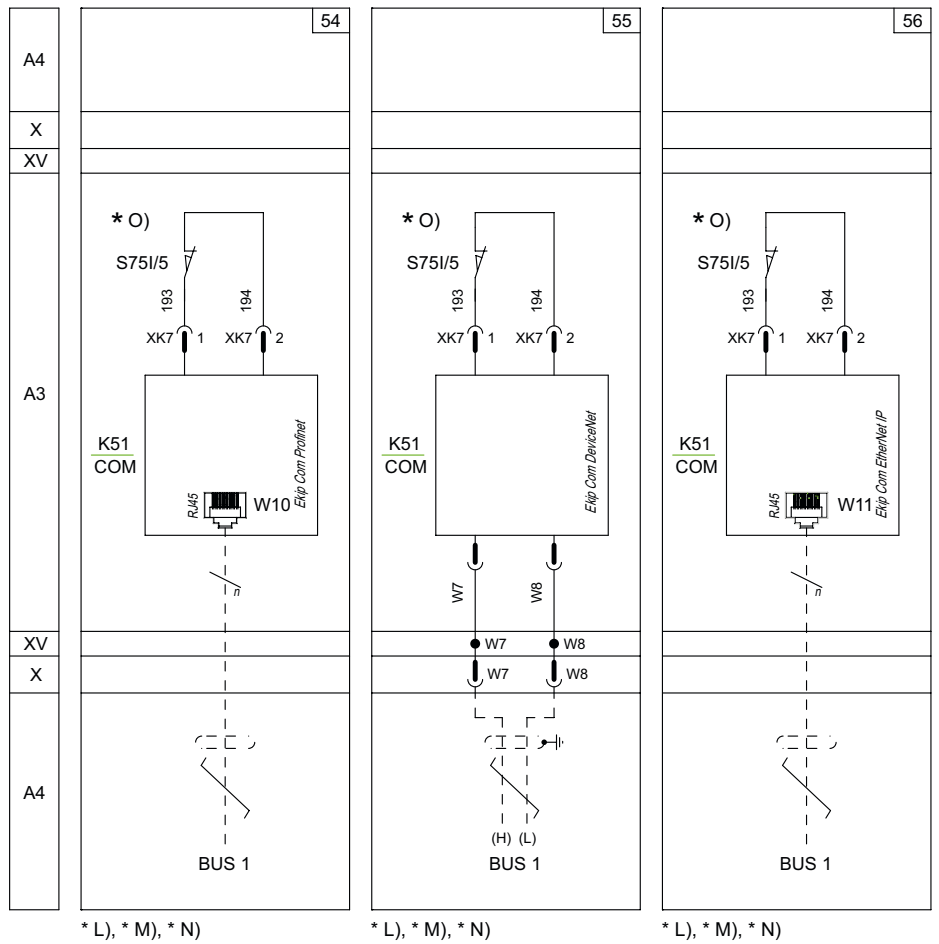 A4
X
XV
A3
XV
X
A4
54
* O)
S75I/5
193
194
XK7
1
XK7
2
K51
COM
RJ45
W10
Ekip Com Profinet
n
BUS 1
* L), * M), * N)
55
* O)
S75I/5
193
194
XK7
1
XK7
2
K51
COM
Ekip Com DeviceNet
W7
W8
W7
W8
W7
W8
(H) (L)
BUS 1
* L), * M), * N)
56
* O)
S75I/5
193
194
XK7
1
XK7
2
K51
COM
RJ45
W11
Ekip Com EtherNet IP
n
BUS 1
* L), * M), * N)